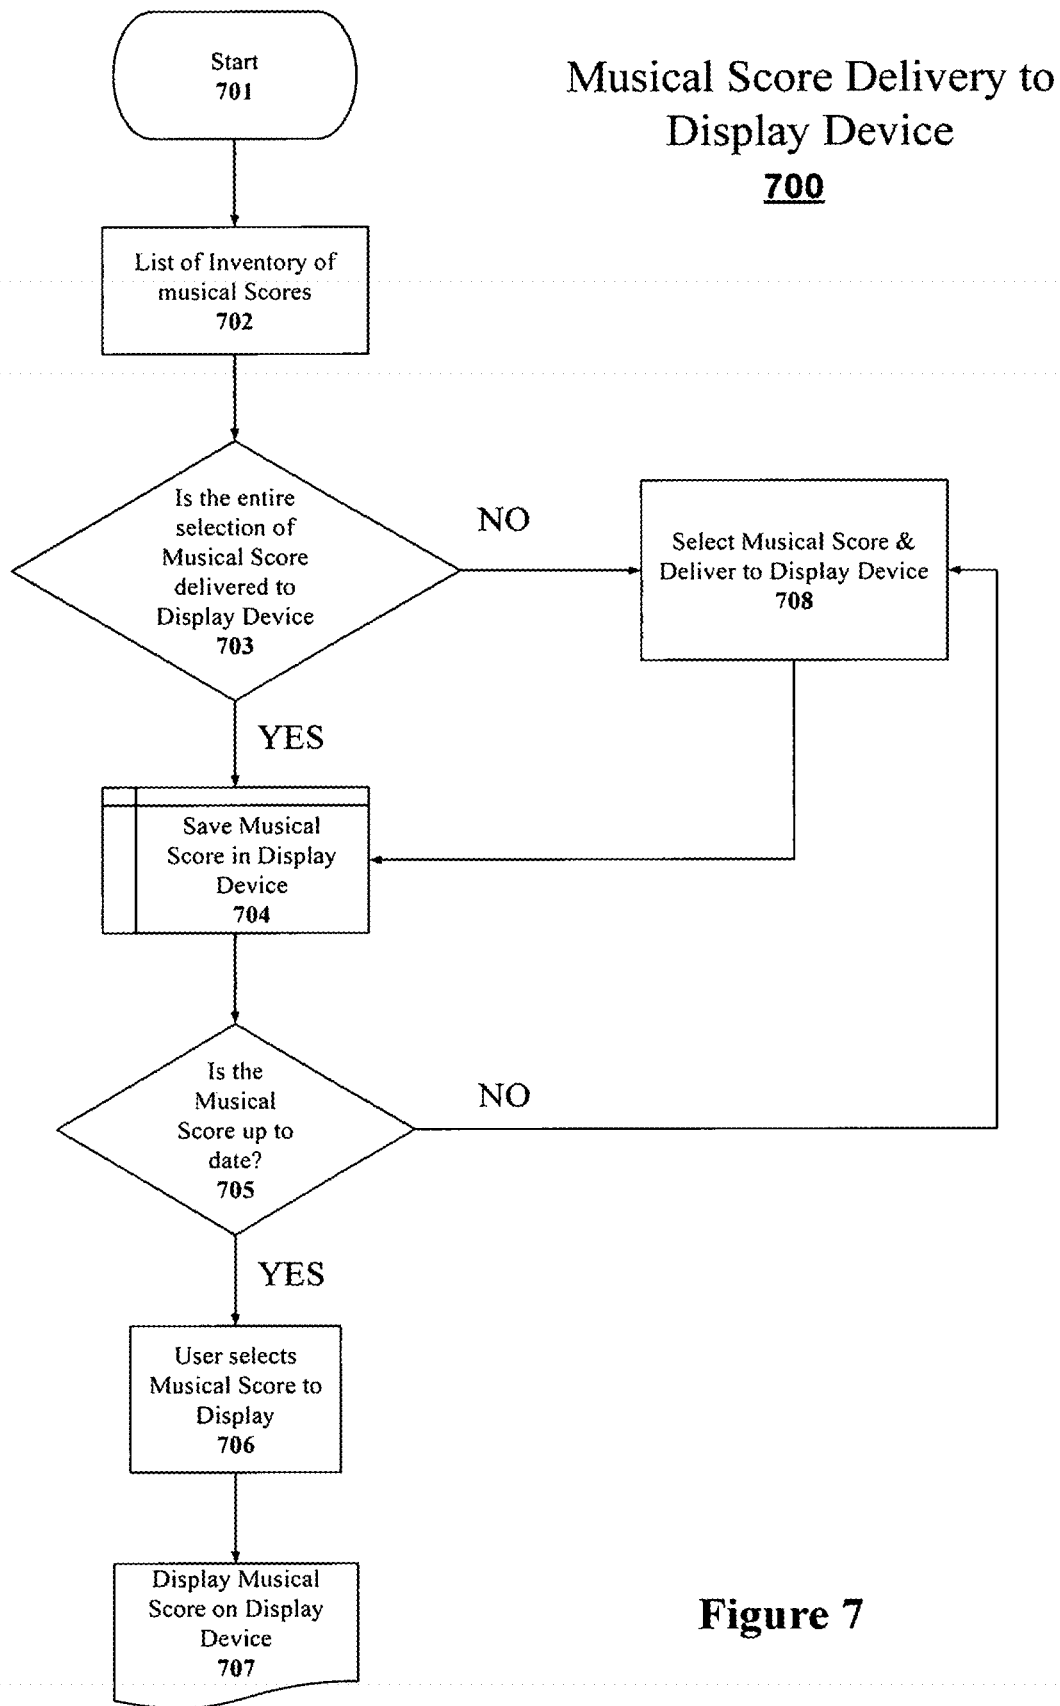 Start
701
Musical Score Delivery to
Display Device
700
List of Inventory of
musical Scores
702
Is the entire
selection of
Musical Score
delivered to
Display Device
703
NO
Select Musical Score &
Deliver to Display Device
708
YES
Save Musical
Score in Display
Device
704
Is the
Musical
Score up to
date?
705
NO
YES
User selects
Musical Score to
Display
706
Display Musical
Score on Display
Device
707
Figure 7